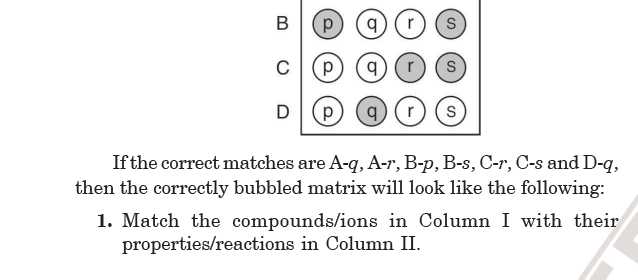 B p q r s
C p q r s
D p q r s
If the correct matches are A-q, A-r, B-p, B-s, C-r, C-s and D-q,
then the correctly bubbled matrix will look like the following:
1. Match the compounds/ions in Column I with their
properties/reactions in Column II.